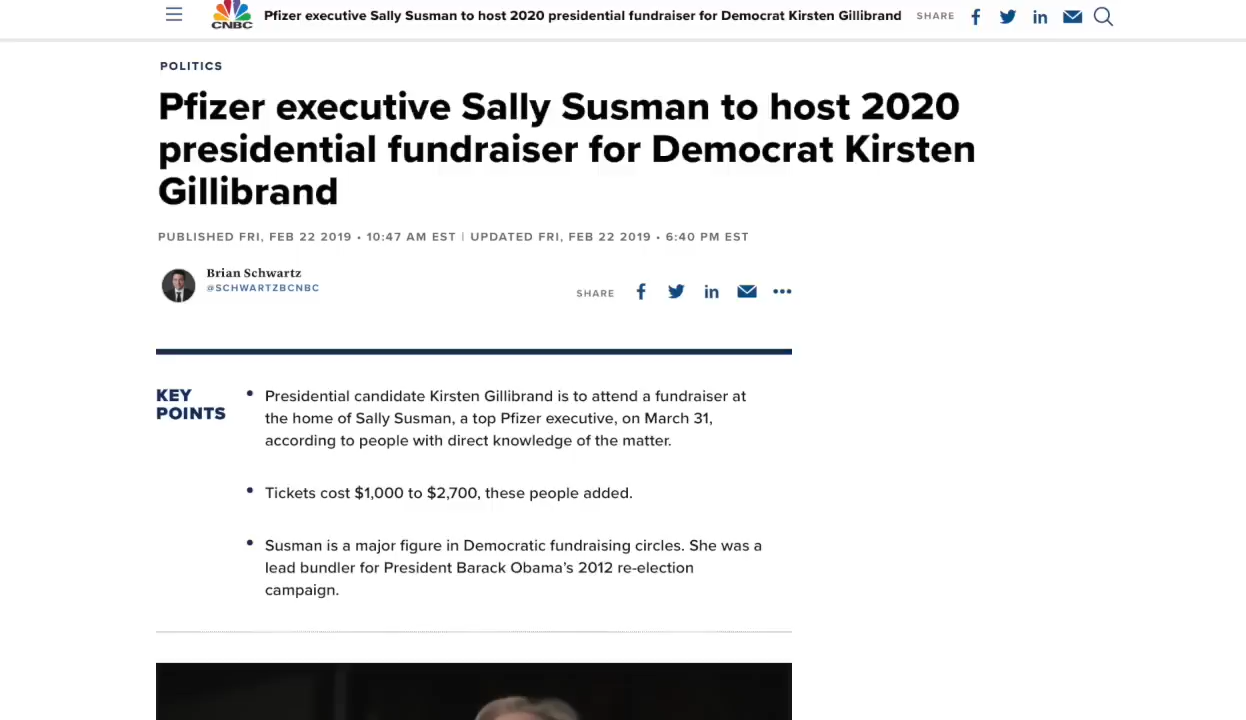 CNBC
Pfizer executive Sally Susman to host 2020 presidential fundraiser for Democrat Kirsten Gillibrand
SHARE
POLITICS
Pfizer executive Sally Susman to host 2020
presidential fundraiser for Democrat Kirsten
Gillibrand
PUBLISHED FRI, FEB 22 2019 • 10:47 AM EST | UPDATED FRI, FEB 22 2019 • 6:40 PM EST
Brian Schwartz
@SCHWARTZBCNBC
SHARE
KEY
POINTS
• Presidential candidate Kirsten Gillibrand is to attend a fundraiser at
the home of Sally Susman, a top Pfizer executive, on March 31,
according to people with direct knowledge of the matter.
• Tickets cost $1,000 to $2,700, these people added.
• Susman is a major figure in Democratic fundraising circles. She was a
lead bundler for President Barack Obama’s 2012 re-election
campaign.